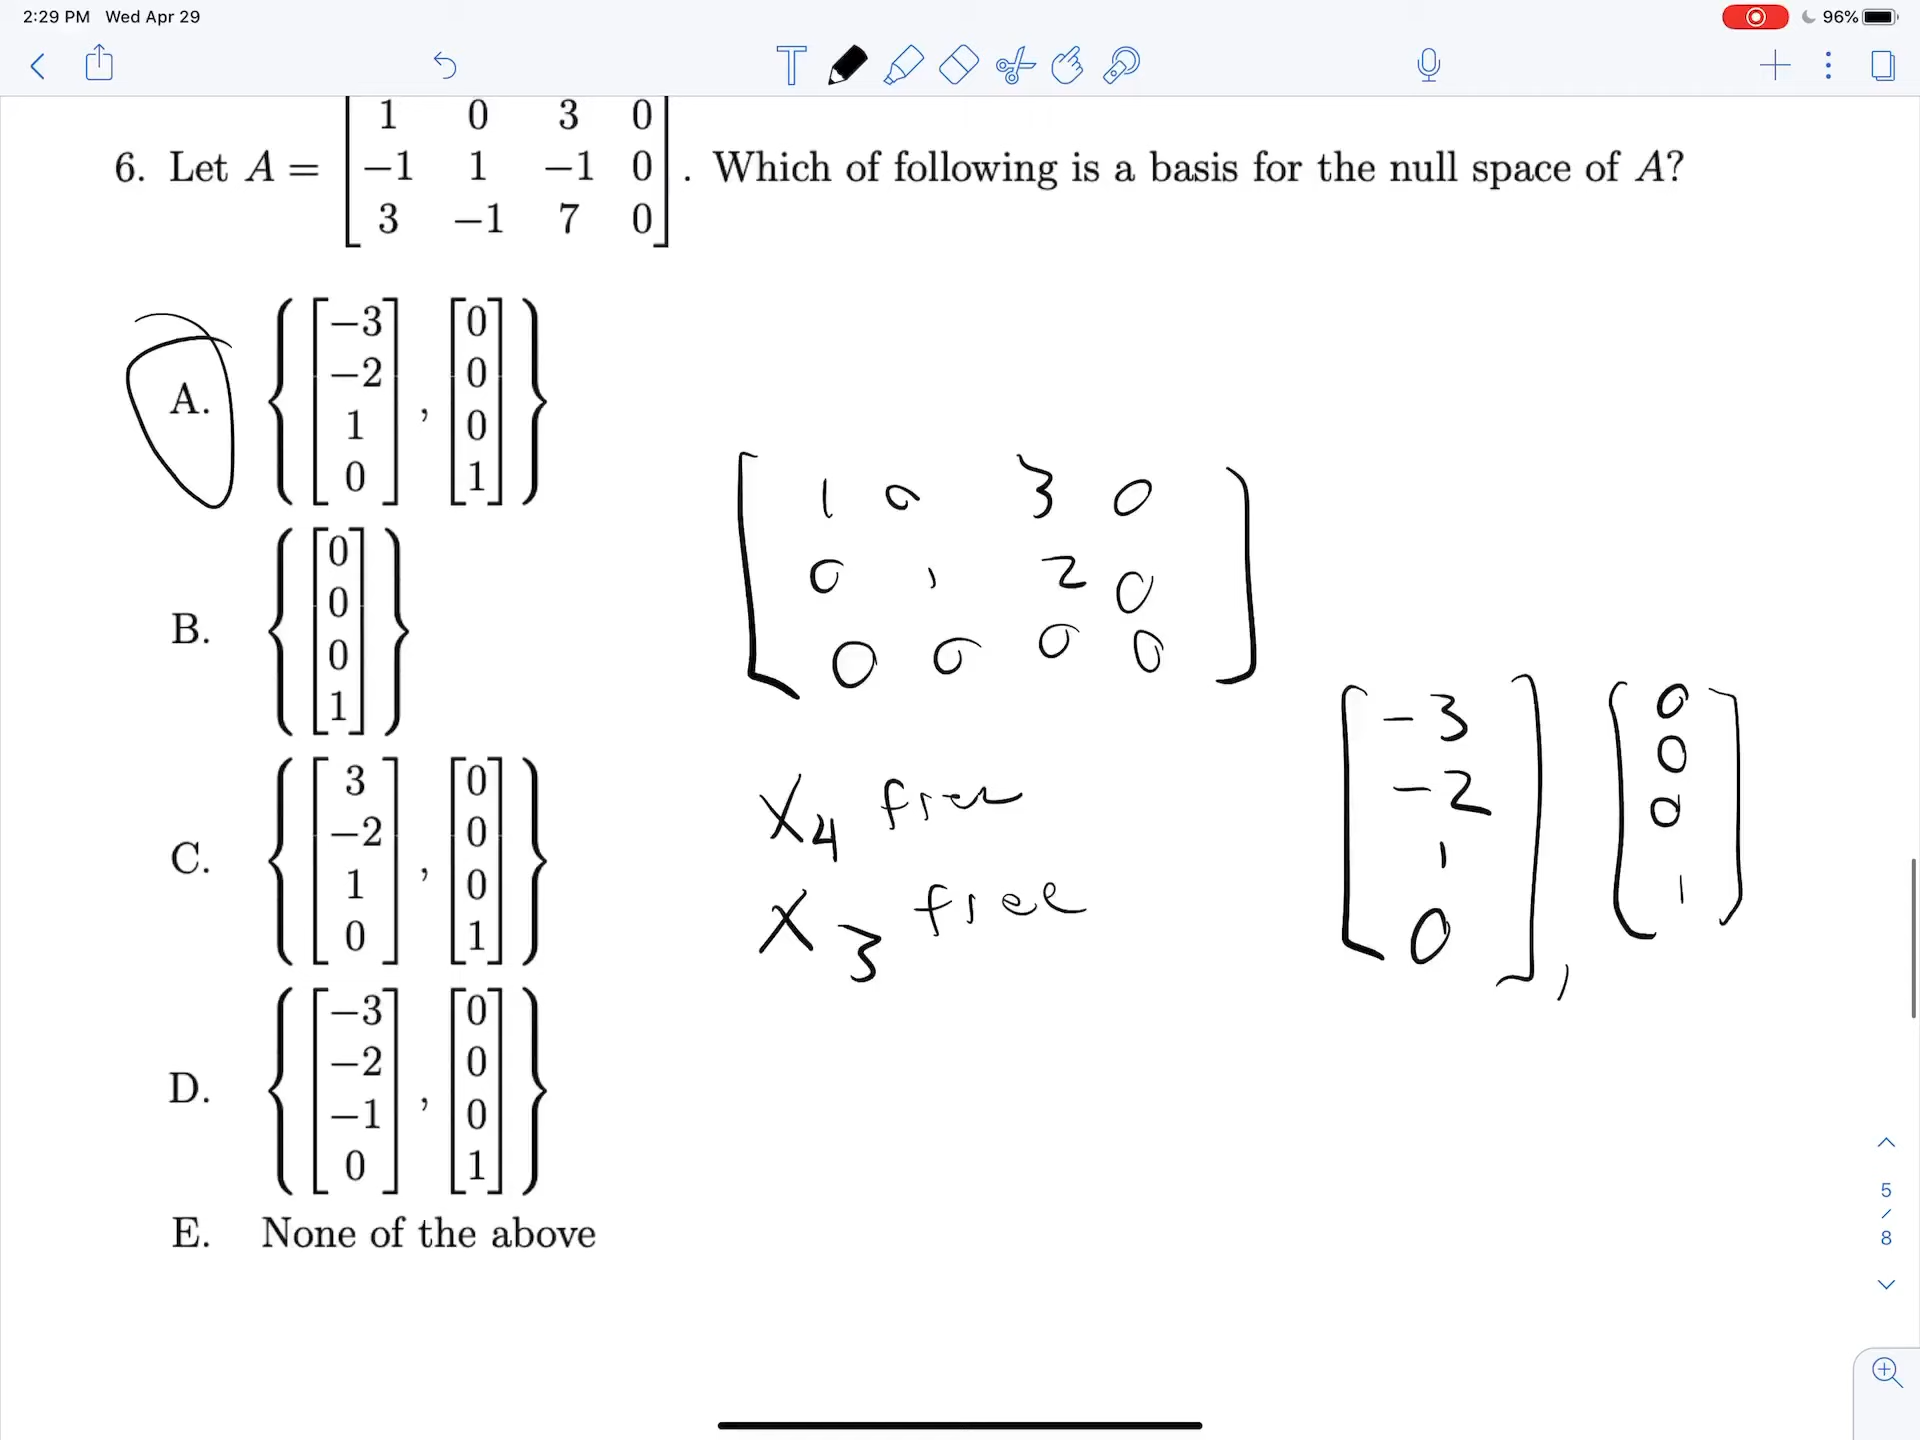 2:29 PM Wed Apr 29
96%
1 0 3 0
6. Let A = −1 1 −1 0 . Which of following is a basis for the null space of A?
3 −1 7 0
A. { [−3 −2 1 0] , [0 0 0 1] }
B. { [0 0 0 1] }
C. { [3 −2 1 0] , [0 0 0 1] }
D. { [−3 −2 −1 0] , [0 0 0 1] }
E. None of the above
1 0 3 0
0 1 2 0
0 0 0 0
x4 free
x3 free
[-3 -2 1 0] , [0 0 0 1]
5
/
8